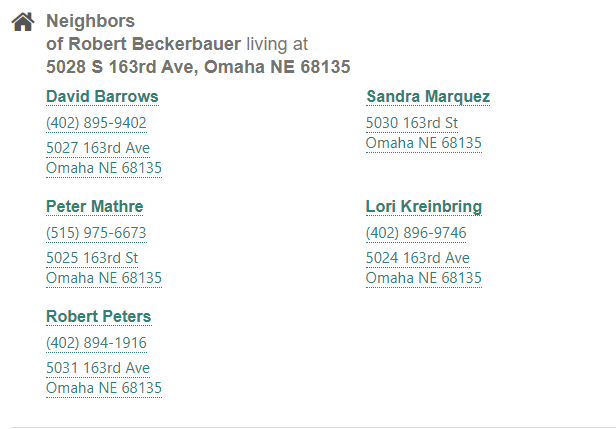 Neighbors
of Robert Beckerbauer living at
5028 S 163rd Ave, Omaha NE 68135
David Barrows
(402) 895-9402
5027 163rd Ave
Omaha NE 68135
Sandra Marquez
5030 163rd St
Omaha NE 68135
Peter Mathre
(515) 975-6673
5025 163rd St
Omaha NE 68135
Lori Kreinbring
(402) 896-9746
5024 163rd Ave
Omaha NE 68135
Robert Peters
(402) 894-1916
5031 163rd Ave
Omaha NE 68135